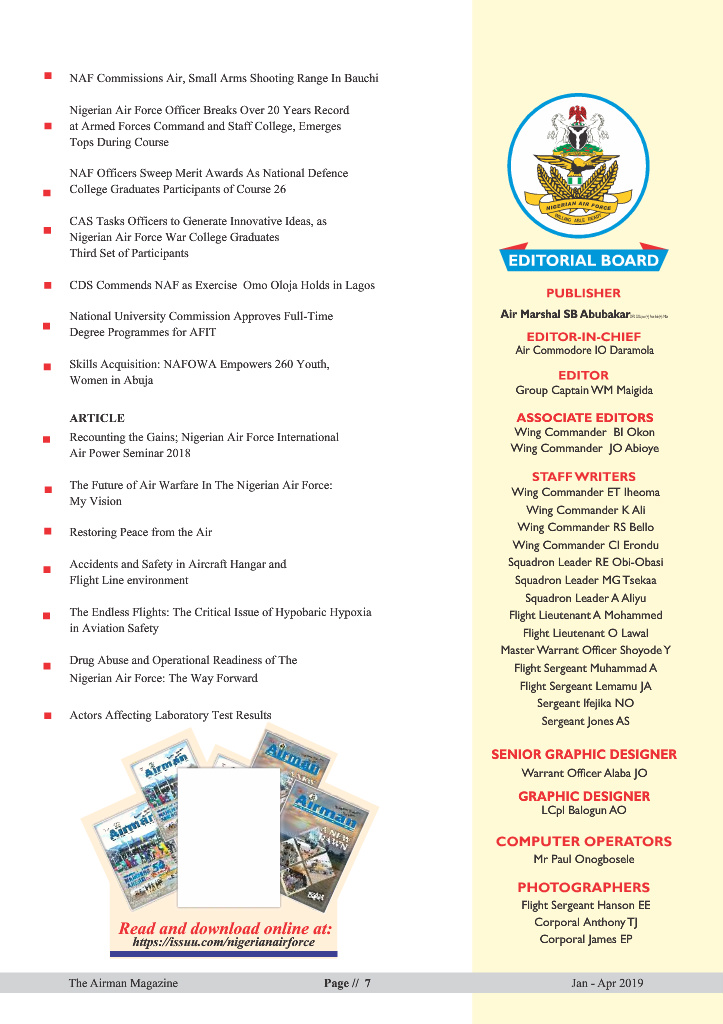 NAF Commissions Air, Small Arms Shooting Range In Bauchi
Nigerian Air Force Officer Breaks Over 20 Years Record
at Armed Forces Command and Staff College, Emerges
Tops During Course
NAF Officers Sweep Merit Awards As National Defence
College Graduates Participants of Course 26
CAS Tasks Officers to Generate Innovative Ideas, as
Nigerian Air Force War College Graduates
Third Set of Participants
CDS Commends NAF as Exercise Omo Oloja Holds in Lagos
National University Commission Approves Full-Time
Degree Programmes for AFIT
Skills Acquisition: NAFOWA Empowers 260 Youth,
Women in Abuja
ARTICLE
Recounting the Gains; Nigerian Air Force International
Air Power Seminar 2018
The Future of Air Warfare In The Nigerian Air Force:
My Vision
Restoring Peace from the Air
Accidents and Safety in Aircraft Hangar and
Flight Line environment
The Endless Flights: The Critical Issue of Hypobaric Hypoxia
in Aviation Safety
Drug Abuse and Operational Readiness of The
Nigerian Air Force: The Way Forward
Actors Affecting Laboratory Test Results
Airman
Airman
Airman
Airman
A NEW
DAWN
Read and download online at:
https://issuu.com/nigerianairforce
NIGERIAN AIR FORCE
WILLING ABLE READY
EDITORIAL BOARD
PUBLISHER
Air Marshal SB Abubakar
EDITOR-IN-CHIEF
Air Commodore IO Daramola
EDITOR
Group Captain WM Maigida
ASSOCIATE EDITORS
Wing Commander BI Okon
Wing Commander JO Abioye
STAFF WRITERS
Wing Commander ET Iheoma
Wing Commander K Ali
Wing Commander RS Bello
Wing Commander CI Erondu
Squadron Leader RE Obi-Obasi
Squadron Leader MG Tsekaa
Squadron Leader A Aliyu
Flight Lieutenant A Mohammed
Flight Lieutenant O Lawal
Master Warrant Officer Shoyode Y
Flight Sergeant Muhammad A
Flight Sergeant Lemamu JA
Sergeant Ifejika NO
Sergeant Jones AS
SENIOR GRAPHIC DESIGNER
Warrant Officer Alaba JO
GRAPHIC DESIGNER
LCpl Balogun AO
COMPUTER OPERATORS
Mr Paul Onogbosele
PHOTOGRAPHERS
Flight Sergeant Hanson EE
Corporal Anthony TJ
Corporal James EP
The Airman Magazine
Page // 7
Jan - Apr 2019